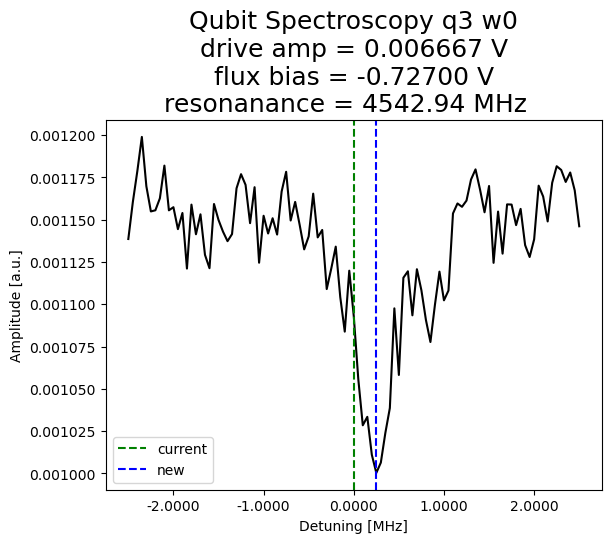 Qubit Spectroscopy q3 w0
drive amp = 0.006667 V
flux bias = -0.72700 V
resonanance = 4542.94 MHz
0.001200
0.001175
0.001150
0.001125
0.001100
0.001075
0.001050
0.001025
0.001000
Amplitude [a.u.]
current
new
-2.0000 -1.0000 0.0000 1.0000 2.0000
Detuning [MHz]